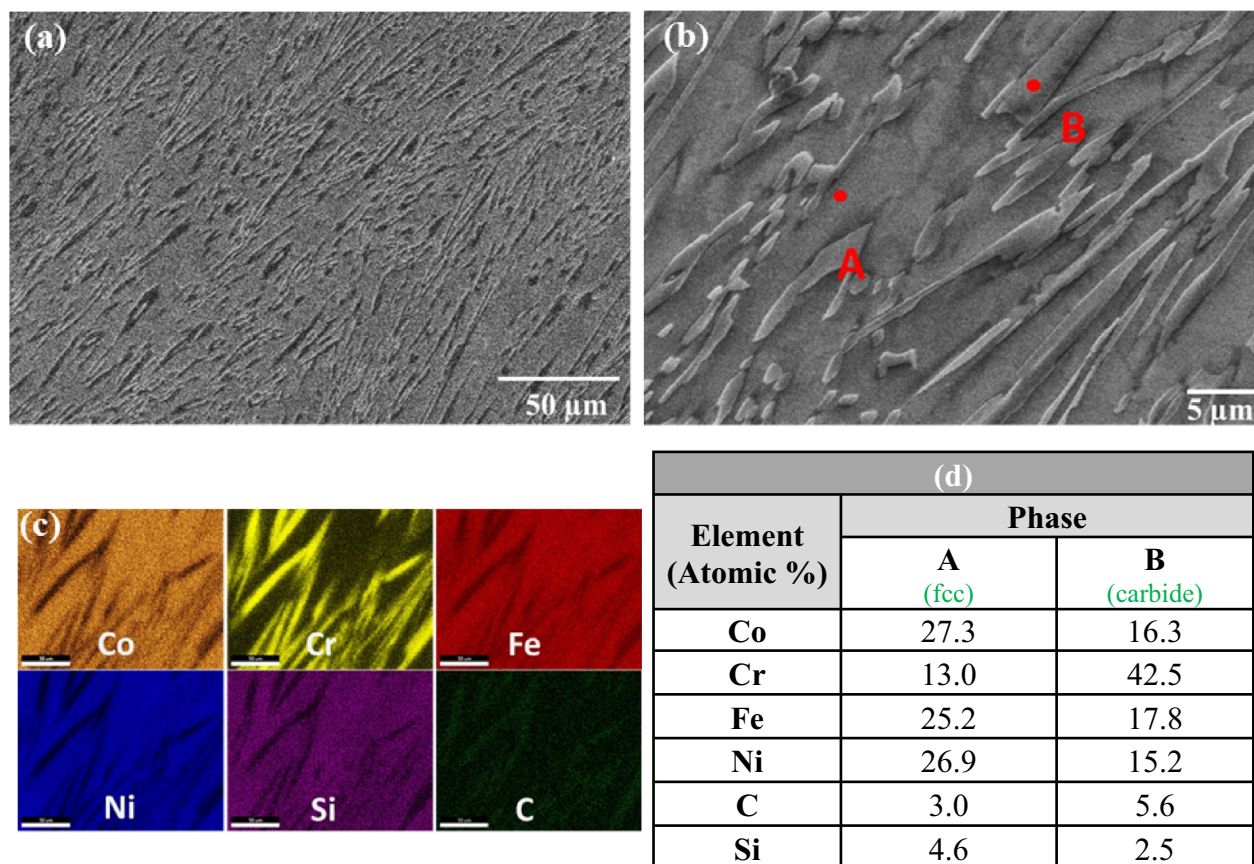 (a)
50 µm
(b)
B
A
5 µm
(c)
Co
Cr
Fe
Ni
Si
C
(d)
Element (Atomic %) Phase
A (fcc) B (carbide)
Co 27.3 16.3
Cr 13.0 42.5
Fe 25.2 17.8
Ni 26.9 15.2
C 3.0 5.6
Si 4.6 2.5